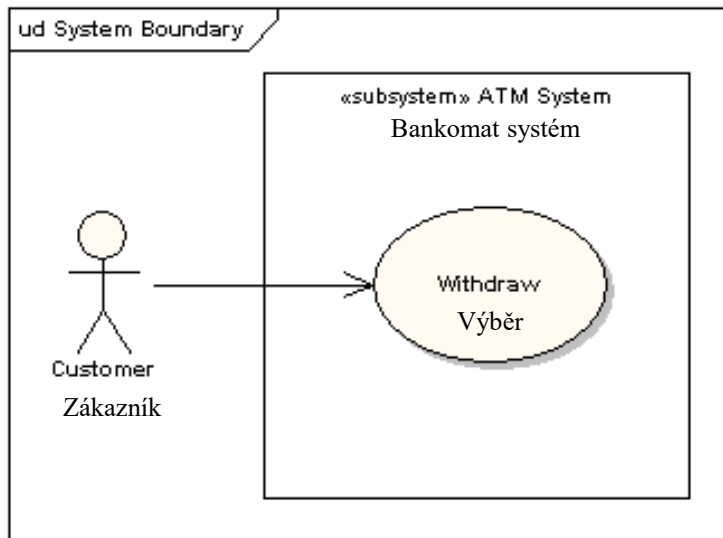 ud System Boundary
«subsystem» ATM System
Bankomat systém
Withdraw
Výběr
Customer
Zákazník